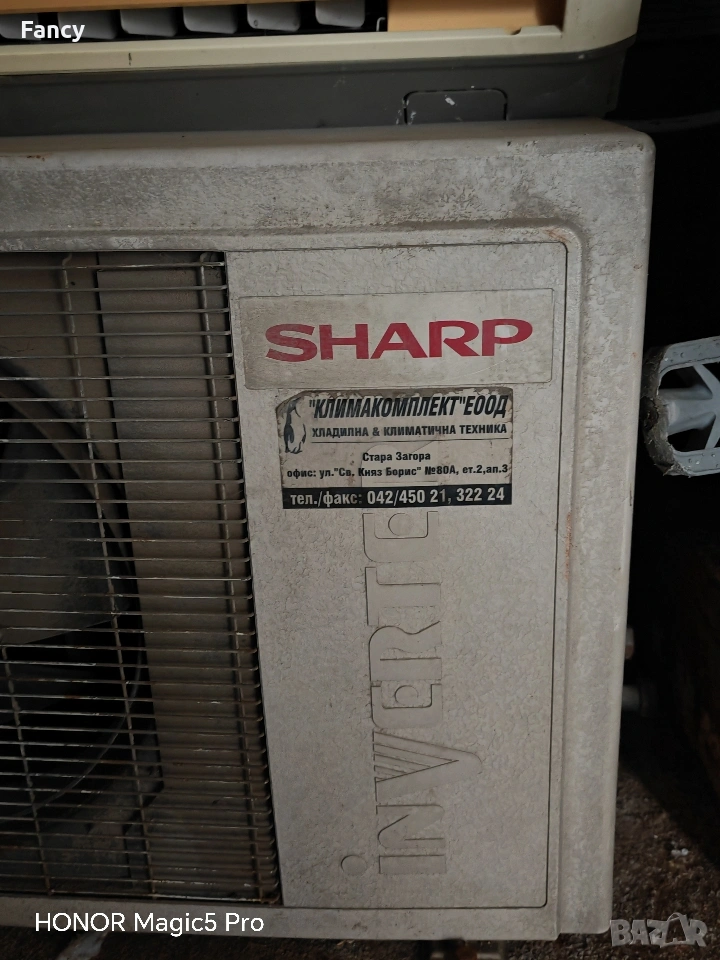 Fancy
SHARP
"КЛИМАКОМПЛЕКТ"ЕООД
ХЛАДИЛНА & КЛИМАТИЧНА ТЕХНИКА
Стара Загора
офис: ул."Св. Княз Борис" №80А, ет.2,ап.3
тел./факс: 042/450 21, 322 24
INVERTE
HONOR Magic5 Pro
BAZAR